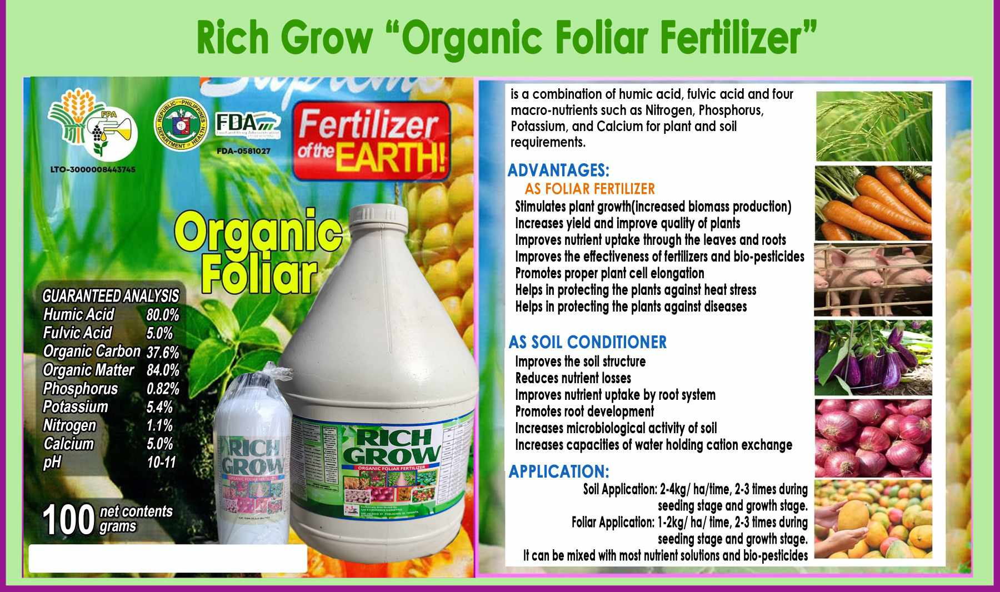 Rich Grow “Organic Foliar Fertilizer”
Supreme
FPA
LTO-3000008443745
REPUBLIC OF THE PHILIPPINES
DEPARTMENT OF HEALTH
FDA
Food and Drug Administration
FDA-0581027
Fertilizer
of the EARTH!
Organic
Foliar
GUARANTEED ANALYSIS
Humic Acid 80.0%
Fulvic Acid 5.0%
Organic Carbon 37.6%
Organic Matter 84.0%
Phosphorus 0.82%
Potassium 5.4%
Nitrogen 1.1%
Calcium 5.0%
pH 10-11
100 net contents
grams
RICH
GROW
ORGANIC FOLIAR FERTILIZER
RICH
GROW
ORGANIC FOLIAR FERTILIZER
is a combination of humic acid, fulvic acid and four
macro-nutrients such as Nitrogen, Phosphorus,
Potassium, and Calcium for plant and soil
requirements.
ADVANTAGES:
AS FOLIAR FERTILIZER
Stimulates plant growth(increased biomass production)
Increases yield and improve quality of plants
Improves nutrient uptake through the leaves and roots
Improves the effectiveness of fertilizers and bio-pesticides
Promotes proper plant cell elongation
Helps in protecting the plants against heat stress
Helps in protecting the plants against diseases
AS SOIL CONDITIONER
Improves the soil structure
Reduces nutrient losses
Improves nutrient uptake by root system
Promotes root development
Increases microbiological activity of soil
Increases capacities of water holding cation exchange
APPLICATION:
Soil Application: 2-4kg/ ha/time, 2-3 times during
seeding stage and growth stage.
Foliar Application: 1-2kg/ ha/ time, 2-3 times during
seeding stage and growth stage.
It can be mixed with most nutrient solutions and bio-pesticides